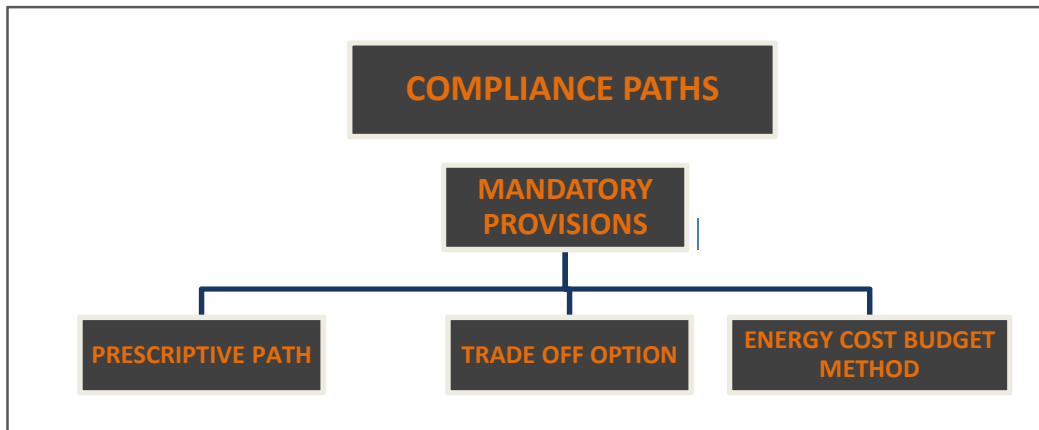 COMPLIANCE PATHS
MANDATORY
PROVISIONS
PRESCRIPTIVE PATH
TRADE OFF OPTION
ENERGY COST BUDGET
METHOD